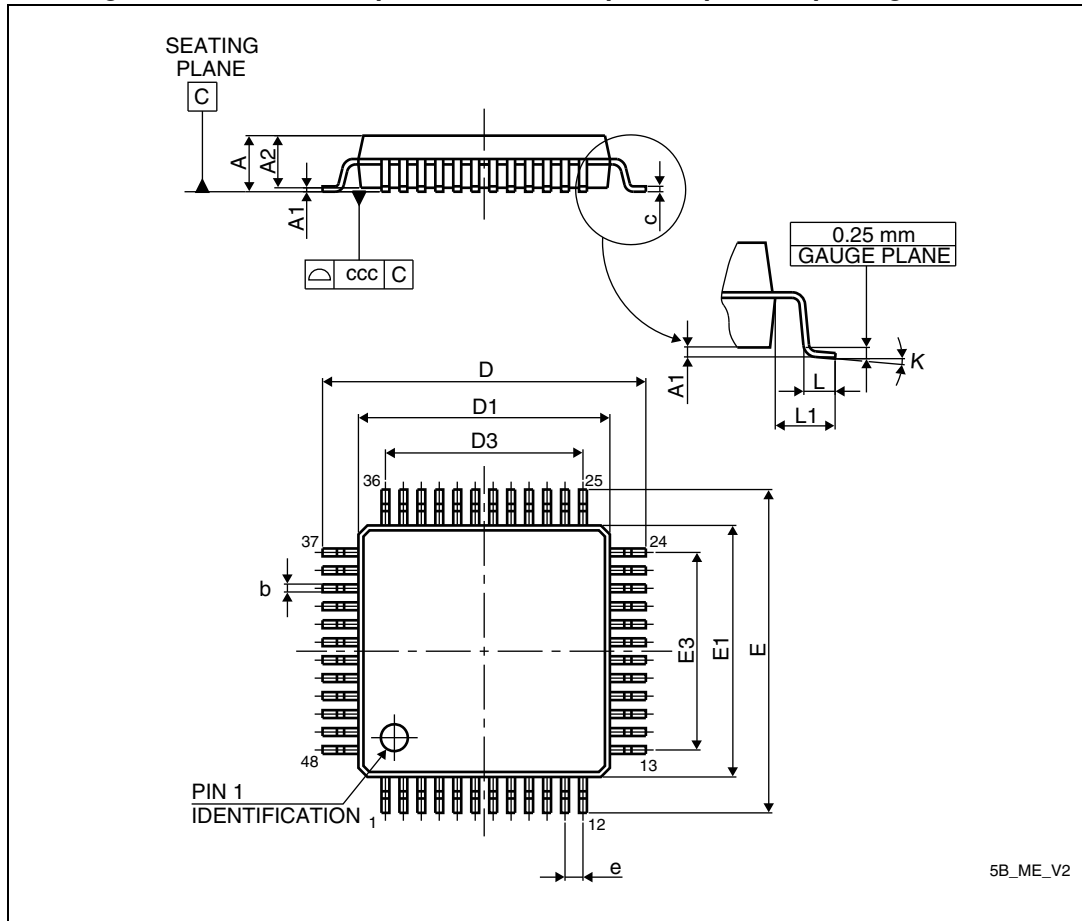 SEATING
PLANE
C
A
A2
A1
c
ccc C
0.25 mm
GAUGE PLANE
A1
K
L
L1
D
D1
D3
36
25
37
24
b
E3
E1
E
48
13
PIN 1
IDENTIFICATION
1
12
e
5B_ME_V2